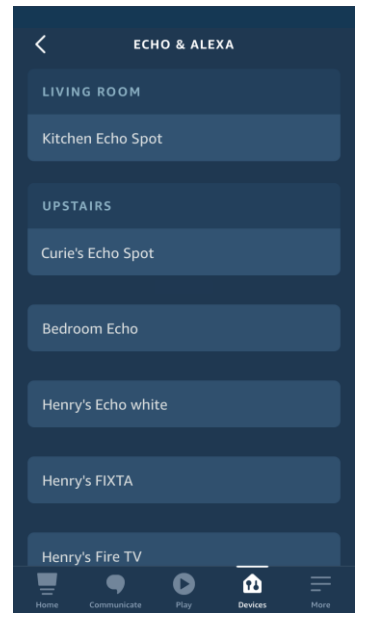 ECHO & ALEXA
LIVING ROOM
Kitchen Echo Spot
UPSTAIRS
Curie's Echo Spot
Bedroom Echo
Henry's Echo white
Henry's FIXTA
Henry's Fire TV
Home Communicate Play Devices More